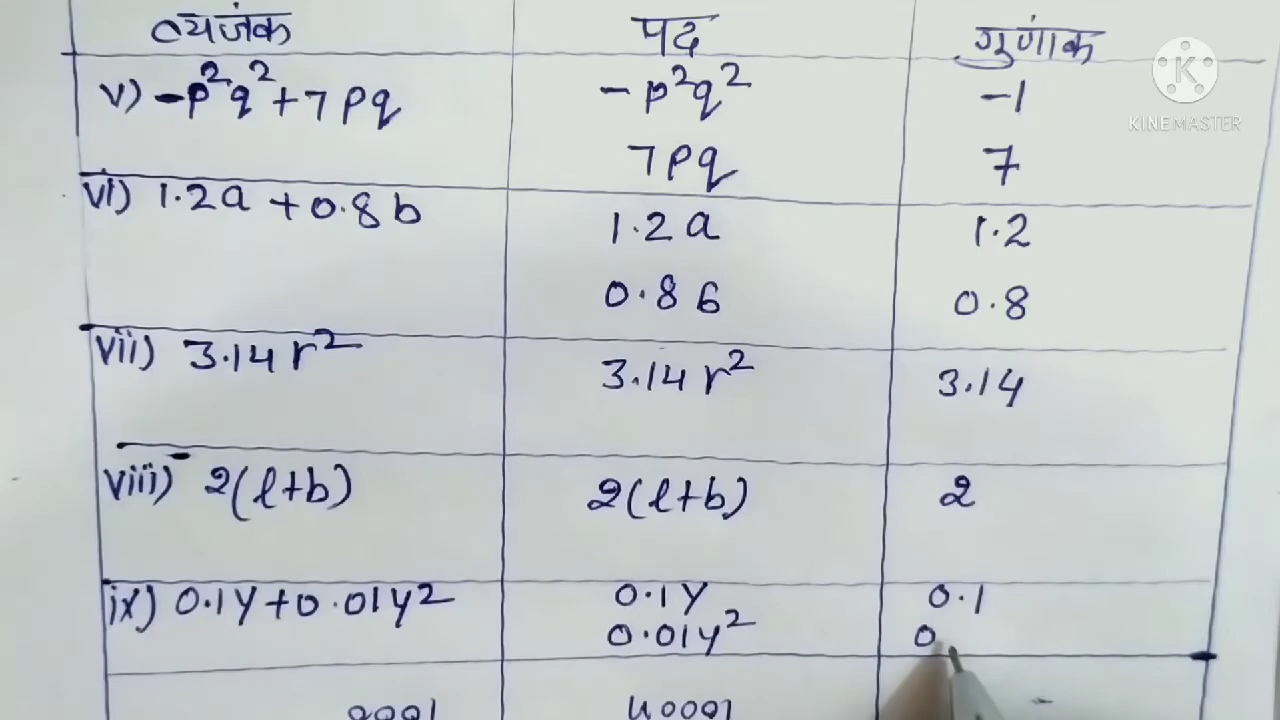 व्यंजक पद गुणांक
v) -p²q²+7pq -p²q² -1
7pq 7
vi) 1.2a +0.8b 1.2a 1.2
0.8b 0.8
vii) 3.14r² 3.14r² 3.14
viii) 2(l+b) 2(l+b) 2
ix) 0.1y+0.01y² 0.1y 0.1
0.01y² 0
K
KINEMASTER